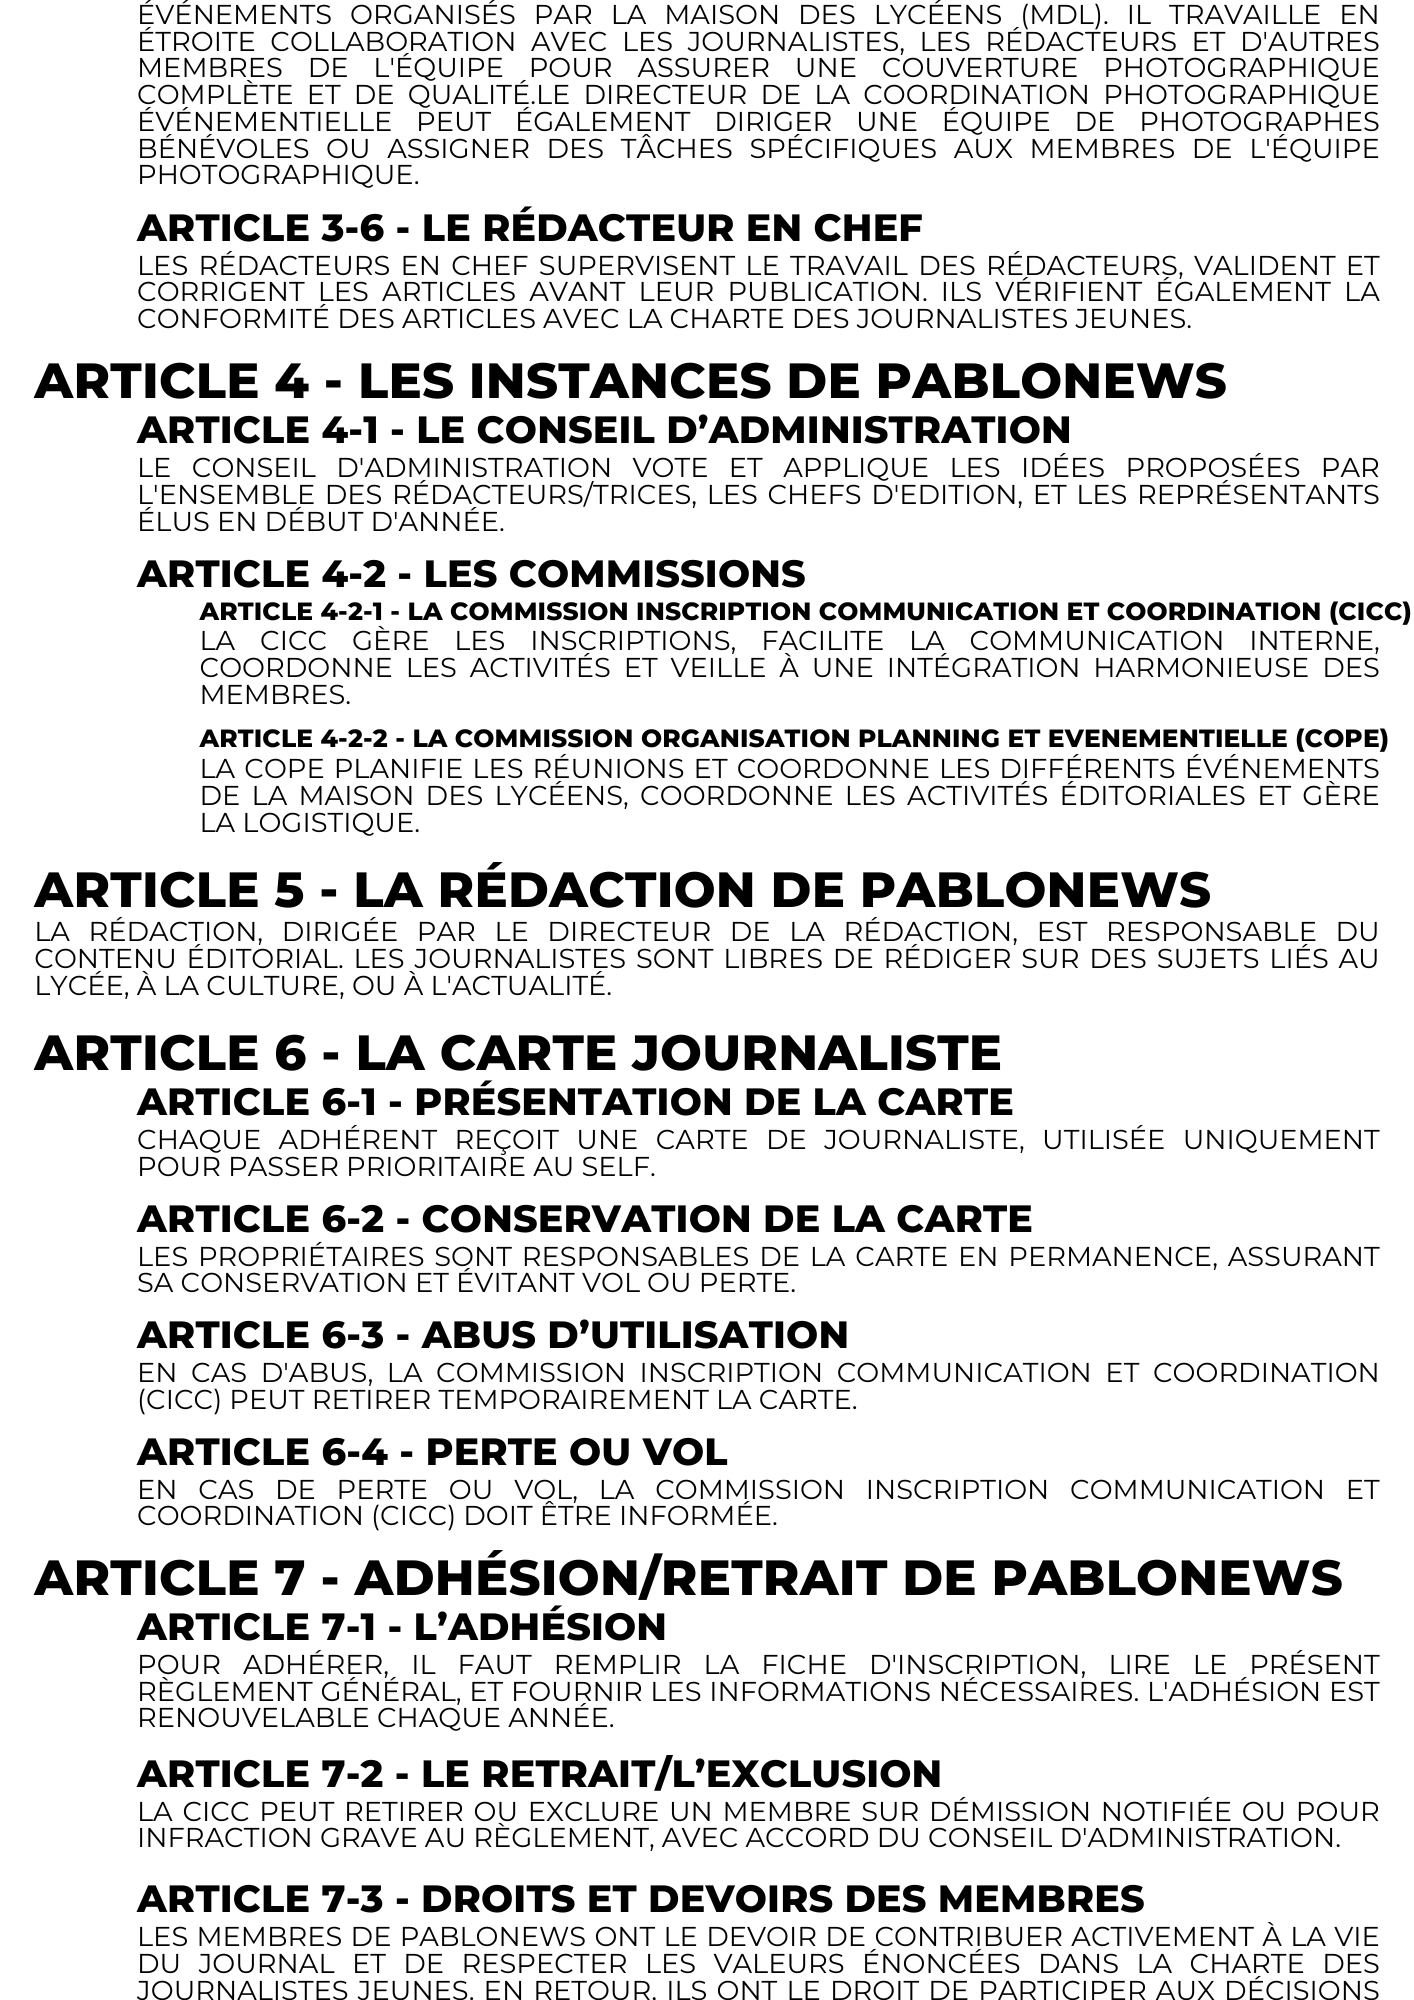 ÉVÉNEMENTS ORGANISÉS PAR LA MAISON DES LYCÉENS (MDL). IL TRAVAILLE EN
ÉTROITE COLLABORATION AVEC LES JOURNALISTES, LES RÉDACTEURS ET D'AUTRES
MEMBRES DE L'ÉQUIPE POUR ASSURER UNE COUVERTURE PHOTOGRAPHIQUE
COMPLÈTE ET DE QUALITÉ.LE DIRECTEUR DE LA COORDINATION PHOTOGRAPHIQUE
ÉVÉNEMENTIELLE PEUT ÉGALEMENT DIRIGER UNE ÉQUIPE DE PHOTOGRAPHES
BÉNÉVOLES OU ASSIGNER DES TÂCHES SPÉCIFIQUES AUX MEMBRES DE L'ÉQUIPE
PHOTOGRAPHIQUE.
ARTICLE 3-6 - LE RÉDACTEUR EN CHEF
LES RÉDACTEURS EN CHEF SUPERVISENT LE TRAVAIL DES RÉDACTEURS, VALIDENT ET
CORRIGENT LES ARTICLES AVANT LEUR PUBLICATION. ILS VÉRIFIENT ÉGALEMENT LA
CONFORMITÉ DES ARTICLES AVEC LA CHARTE DES JOURNALISTES JEUNES.
ARTICLE 4 - LES INSTANCES DE PABLONEWS
ARTICLE 4-1 - LE CONSEIL D’ADMINISTRATION
LE CONSEIL D'ADMINISTRATION VOTE ET APPLIQUE LES IDÉES PROPOSÉES PAR
L'ENSEMBLE DES RÉDACTEURS/TRICES, LES CHEFS D'EDITION, ET LES REPRÉSENTANTS
ÉLUS EN DÉBUT D'ANNÉE.
ARTICLE 4-2 - LES COMMISSIONS
ARTICLE 4-2-1 - LA COMMISSION INSCRIPTION COMMUNICATION ET COORDINATION (CICC)
LA CICC GÈRE LES INSCRIPTIONS, FACILITE LA COMMUNICATION INTERNE,
COORDONNE LES ACTIVITÉS ET VEILLE À UNE INTÉGRATION HARMONIEUSE DES
MEMBRES.
ARTICLE 4-2-2 - LA COMMISSION ORGANISATION PLANNING ET EVENEMENTIELLE (COPE)
LA COPE PLANIFIE LES RÉUNIONS ET COORDONNE LES DIFFÉRENTS ÉVÉNEMENTS
DE LA MAISON DES LYCÉENS, COORDONNE LES ACTIVITÉS ÉDITORIALES ET GÈRE
LA LOGISTIQUE.
ARTICLE 5 - LA RÉDACTION DE PABLONEWS
LA RÉDACTION, DIRIGÉE PAR LE DIRECTEUR DE LA RÉDACTION, EST RESPONSABLE DU
CONTENU ÉDITORIAL. LES JOURNALISTES SONT LIBRES DE RÉDIGER SUR DES SUJETS LIÉS AU
LYCÉE, À LA CULTURE, OU À L'ACTUALITÉ.
ARTICLE 6 - LA CARTE JOURNALISTE
ARTICLE 6-1 - PRÉSENTATION DE LA CARTE
CHAQUE ADHÉRENT REÇOIT UNE CARTE DE JOURNALISTE, UTILISÉE UNIQUEMENT
POUR PASSER PRIORITAIRE AU SELF.
ARTICLE 6-2 - CONSERVATION DE LA CARTE
LES PROPRIÉTAIRES SONT RESPONSABLES DE LA CARTE EN PERMANENCE, ASSURANT
SA CONSERVATION ET ÉVITANT VOL OU PERTE.
ARTICLE 6-3 - ABUS D’UTILISATION
EN CAS D'ABUS, LA COMMISSION INSCRIPTION COMMUNICATION ET COORDINATION
(CICC) PEUT RETIRER TEMPORAIREMENT LA CARTE.
ARTICLE 6-4 - PERTE OU VOL
EN CAS DE PERTE OU VOL, LA COMMISSION INSCRIPTION COMMUNICATION ET
COORDINATION (CICC) DOIT ÊTRE INFORMÉE.
ARTICLE 7 - ADHÉSION/RETRAIT DE PABLONEWS
ARTICLE 7-1 - L’ADHÉSION
POUR ADHÉRER, IL FAUT REMPLIR LA FICHE D'INSCRIPTION, LIRE LE PRÉSENT
RÈGLEMENT GÉNÉRAL, ET FOURNIR LES INFORMATIONS NÉCESSAIRES. L'ADHÉSION EST
RENOUVELABLE CHAQUE ANNÉE.
ARTICLE 7-2 - LE RETRAIT/L’EXCLUSION
LA CICC PEUT RETIRER OU EXCLURE UN MEMBRE SUR DÉMISSION NOTIFIÉE OU POUR
INFRACTION GRAVE AU RÈGLEMENT, AVEC ACCORD DU CONSEIL D'ADMINISTRATION.
ARTICLE 7-3 - DROITS ET DEVOIRS DES MEMBRES
LES MEMBRES DE PABLONEWS ONT LE DEVOIR DE CONTRIBUER ACTIVEMENT À LA VIE
DU JOURNAL ET DE RESPECTER LES VALEURS ÉNONCÉES DANS LA CHARTE DES
JOURNALISTES JEUNES. EN RETOUR, ILS ONT LE DROIT DE PARTICIPER AUX DÉCISIONS